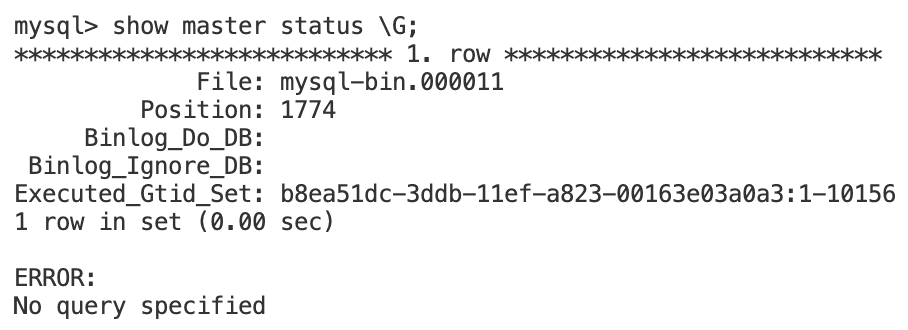 mysql> show master status \G;
*************************** 1. row ***************************
File: mysql-bin.000011
Position: 1774
Binlog_Do_DB:
Binlog_Ignore_DB:
Executed_Gtid_Set: b8ea51dc-3ddb-11ef-a823-00163e03a0a3:1-10156
1 row in set (0.00 sec)
ERROR:
No query specified